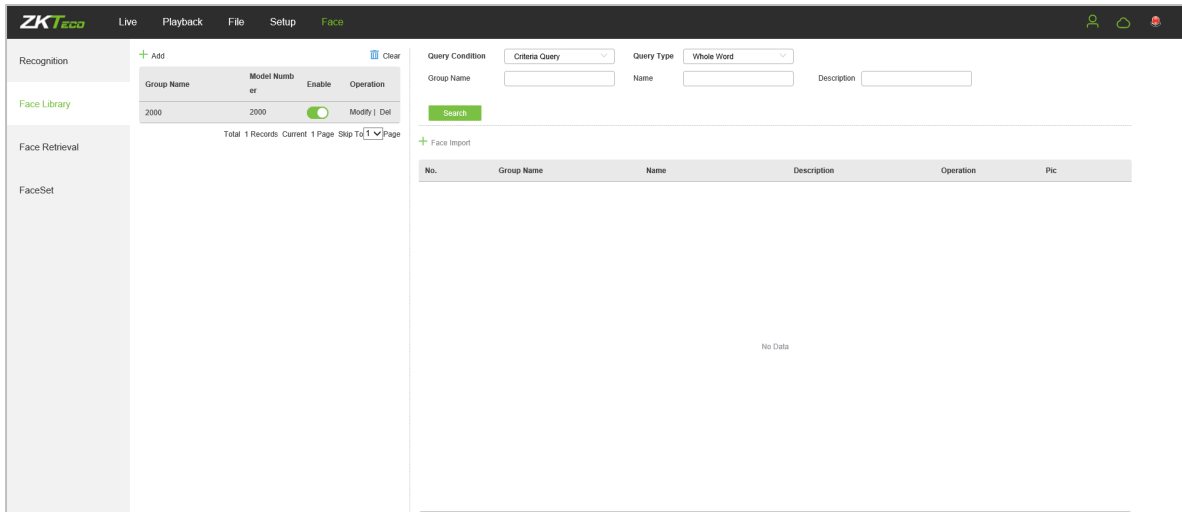 ZKTeco Live Playback File Setup Face
Recognition
Face Library
Face Retrieval
FaceSet
Add Clear
Group Name Model Numb er Enable Operation
2000 2000 Modify | Del
Total 1 Records Current 1 Page Skip To 1 Page
Query Condition Criteria Query Query Type Whole Word
Group Name Name Description
Search
Face Import
No. Group Name Name Description Operation Pic
No Data